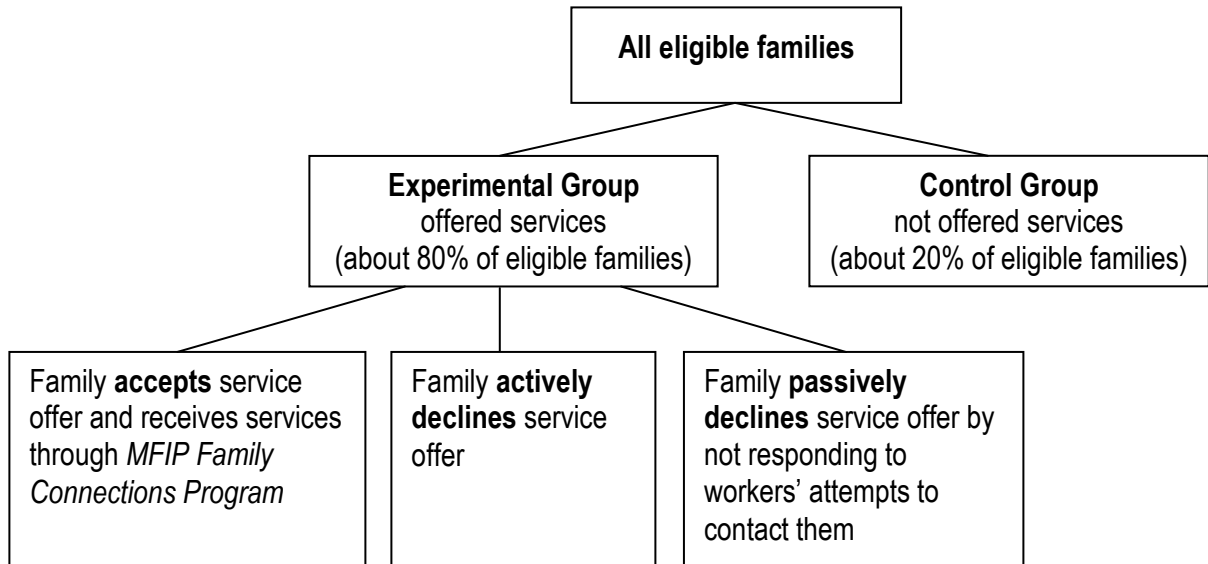 All eligible families
Experimental Group
offered services
(about 80% of eligible families)
Control Group
not offered services
(about 20% of eligible families)
Family accepts service
offer and receives services
through MFIP Family
Connections Program
Family actively
declines service
offer
Family passively
declines service offer by
not responding to
workers’ attempts to
contact them